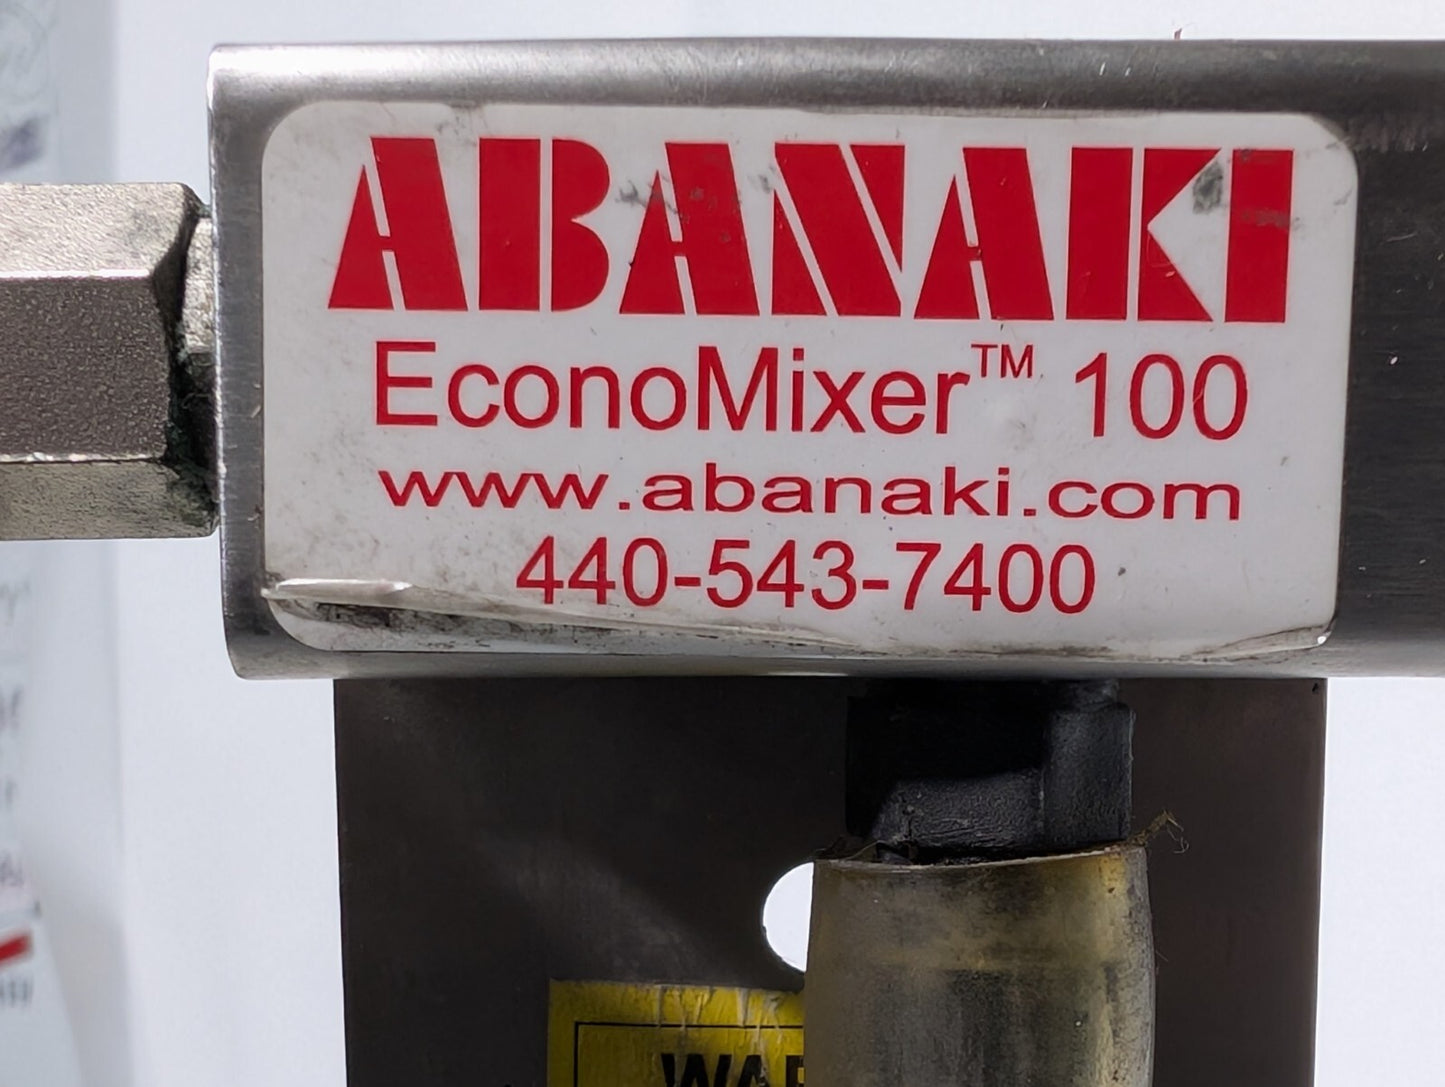 ABANAKI
EconoMixer™ 100
www.abanaki.com
440-543-7400